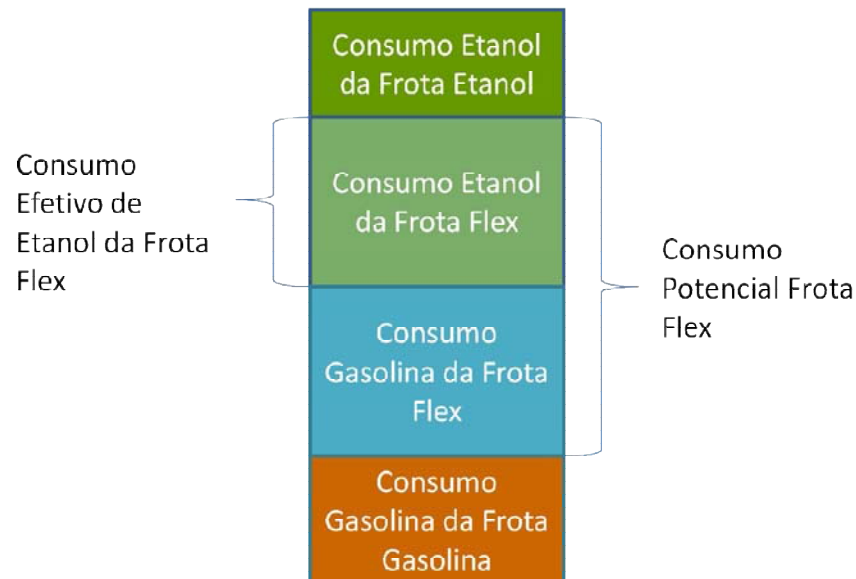 Consumo Etanol
da Frota Etanol
Consumo
Efetivo de
Etanol da Frota
Flex
Consumo Etanol
da Frota Flex
Consumo
Potencial Frota
Flex
Consumo
Gasolina da Frota
Flex
Consumo
Gasolina da Frota
Gasolina